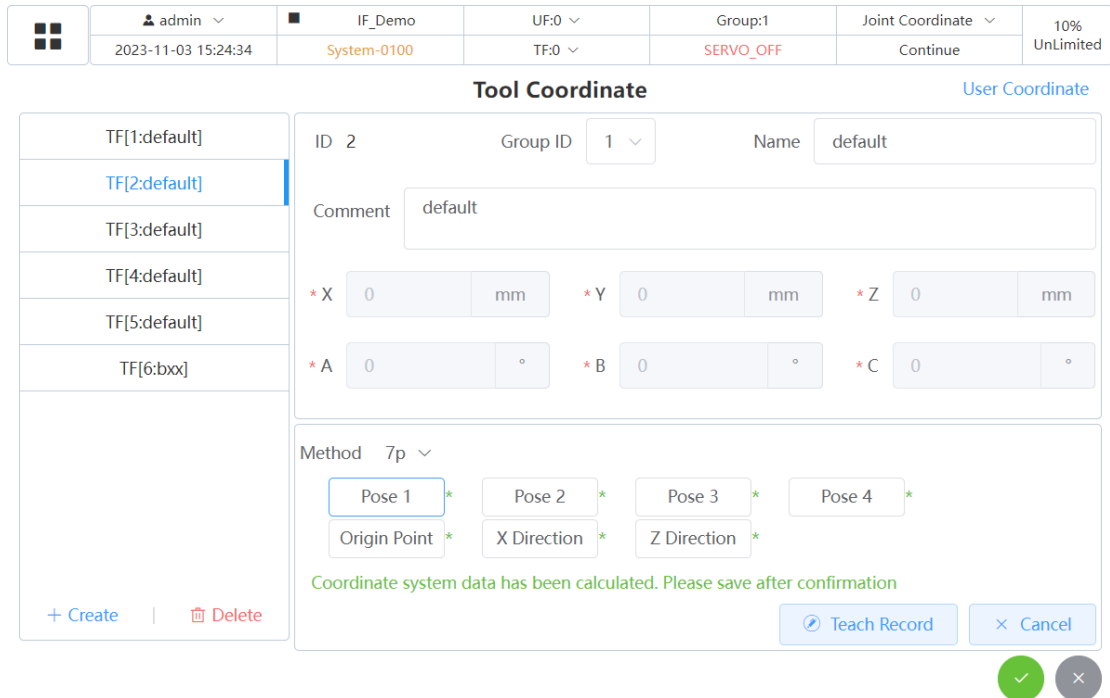 admin IF_Demo UF:0 Group:1 Joint Coordinate 10%
2023-11-03 15:24:34 System-0100 TF:0 SERVO_OFF Continue UnLimited
Tool Coordinate User Coordinate
TF[1:default]
TF[2:default]
TF[3:default]
TF[4:default]
TF[5:default]
TF[6:bxx]
+ Create | Delete
ID 2 Group ID 1 Name default
Comment default
* X 0 mm * Y 0 mm * Z 0 mm
* A 0 ° * B 0 ° * C 0 °
Method 7p
Pose 1 * Pose 2 * Pose 3 * Pose 4 *
Origin Point * X Direction * Z Direction *
Coordinate system data has been calculated. Please save after confirmation
Teach Record × Cancel